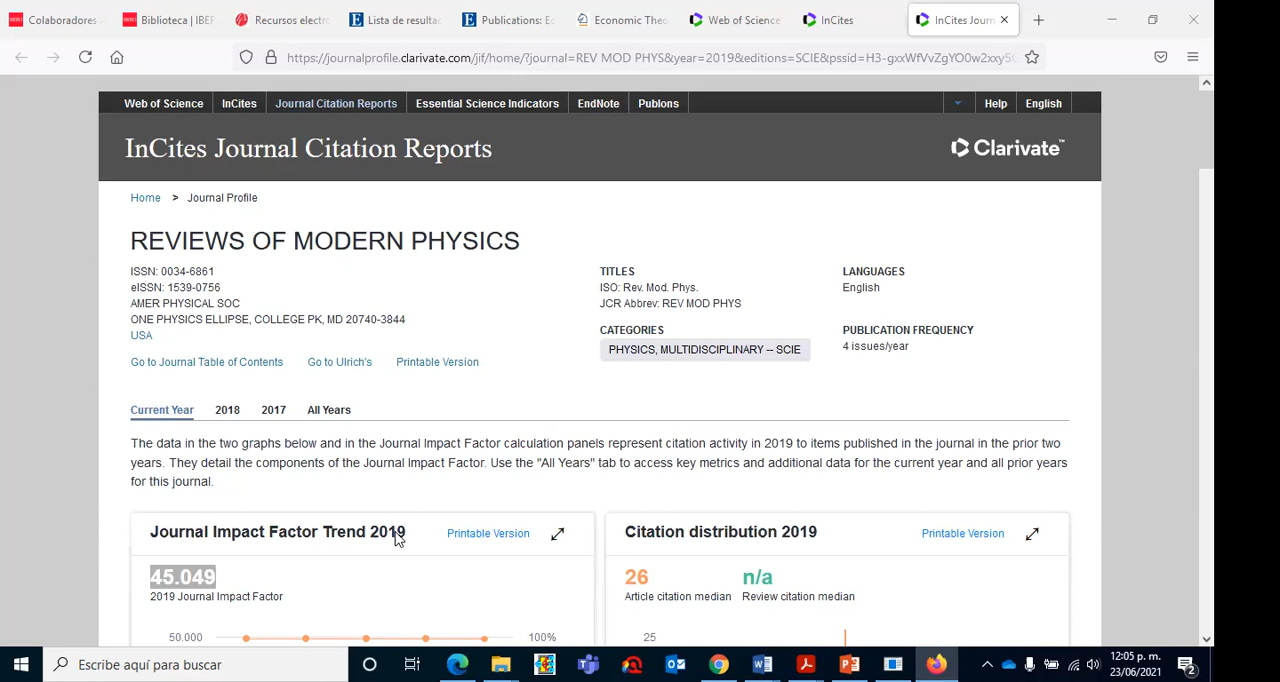 Colaboradores
Biblioteca | IBER
Recursos electro
Lista de resulta
Publications: Ec
Economic Theo
Web of Science
InCites
InCites Journ
https://journalprofile.clarivate.com/jif/home/?journal=REV MOD PHYS&year=2019&editions=SCIE&pssid=H3-gxxWfVvZgYO0w2xxy5
Web of Science InCites Journal Citation Reports Essential Science Indicators EndNote Publons Help English
InCites Journal Citation Reports
Clarivate™
Home > Journal Profile
REVIEWS OF MODERN PHYSICS
ISSN: 0034-6861
eISSN: 1539-0756
AMER PHYSICAL SOC
ONE PHYSICS ELLIPSE, COLLEGE PK, MD 20740-3844
USA
TITLES
ISO: Rev. Mod. Phys.
JCR Abbrev: REV MOD PHYS
CATEGORIES
PHYSICS, MULTIDISCIPLINARY -- SCIE
LANGUAGES
English
PUBLICATION FREQUENCY
4 issues/year
Go to Journal Table of Contents Go to Ulrich's Printable Version
Current Year 2018 2017 All Years
The data in the two graphs below and in the Journal Impact Factor calculation panels represent citation activity in 2019 to items published in the journal in the prior two
years. They detail the components of the Journal Impact Factor. Use the "All Years" tab to access key metrics and additional data for the current year and all prior years
for this journal.
Journal Impact Factor Trend 2019 Printable Version
45.049
2019 Journal Impact Factor
50.000 100%
Citation distribution 2019 Printable Version
26 n/a
Article citation median Review citation median
25
Escribe aquí para buscar
12:05 p. m.
23/06/2021
2